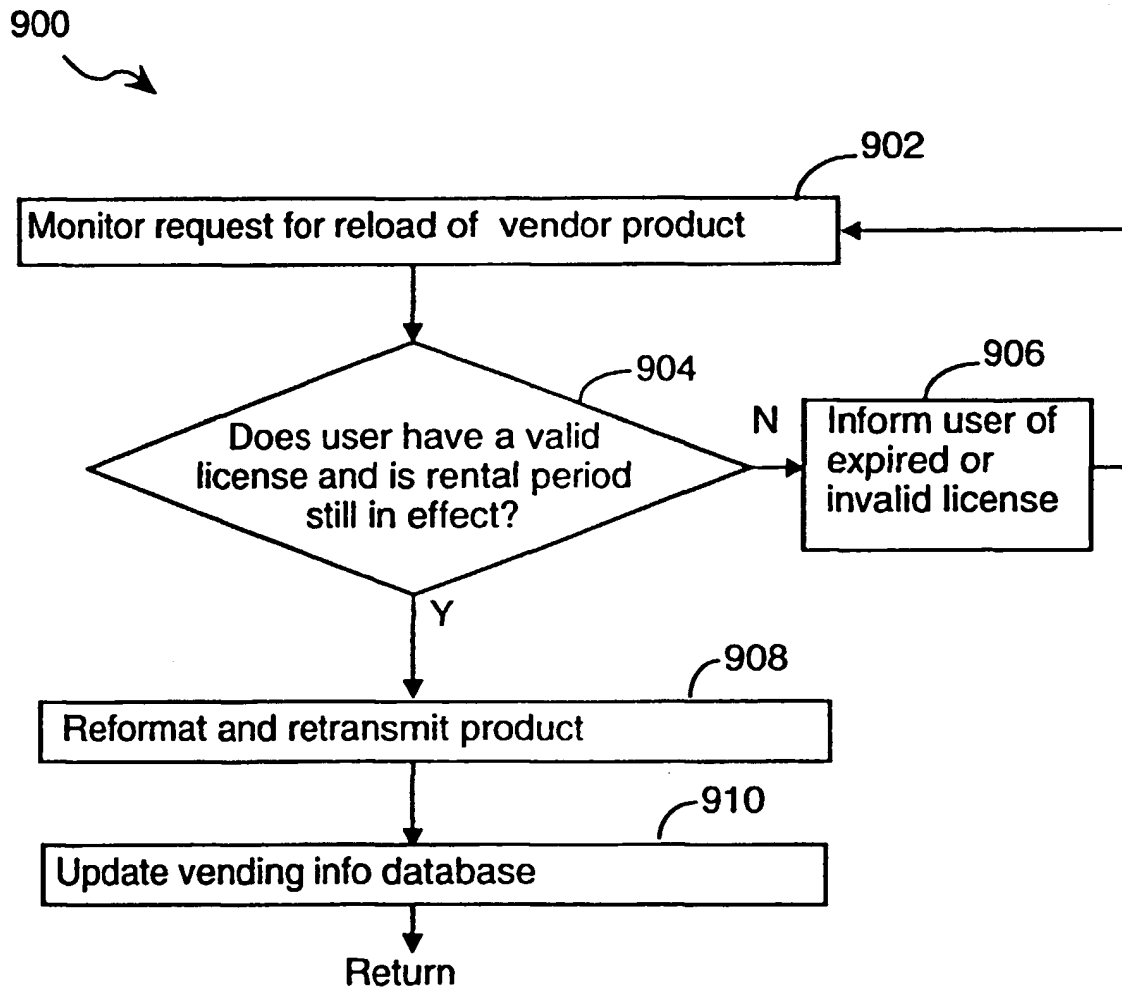 900
902
Monitor request for reload of vendor product
904
906
Does user have a valid
license and is rental period
still in effect?
N
Inform user of
expired or
invalid license
Y
908
Reformat and retransmit product
910
Update vending info database
Return